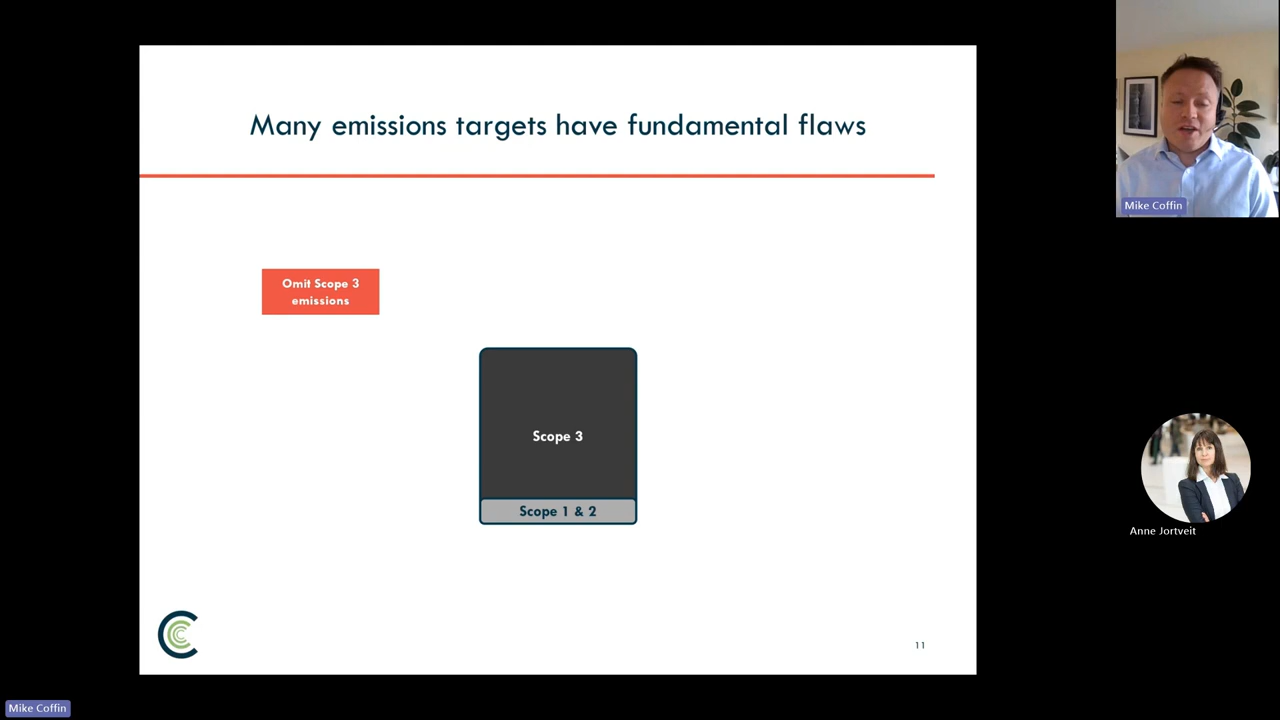 Many emissions targets have fundamental flaws
Omit Scope 3
emissions
Scope 3
Scope 1 & 2
11
Mike Coffin
Anne Jortveit
Mike Coffin